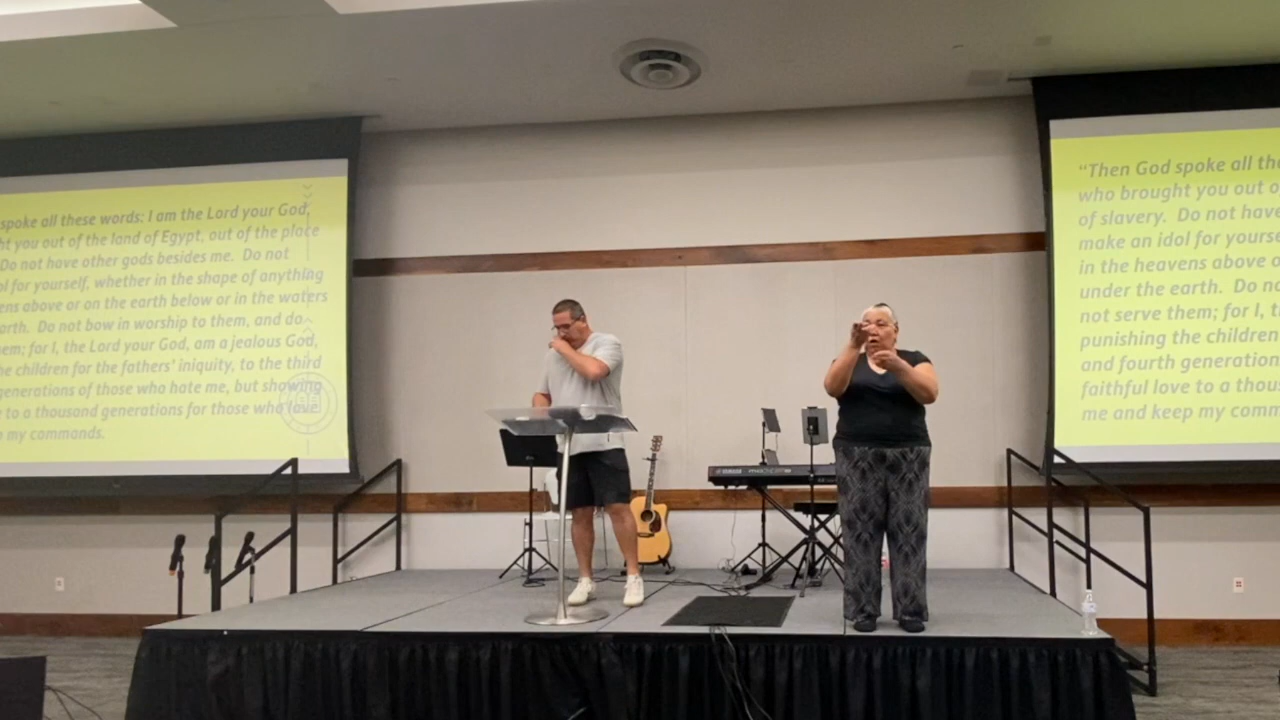 spoke all these words: I am the Lord your God,
ht you out of the land of Egypt, out of the place
Do not have other gods besides me. Do not
ol for yourself, whether in the shape of anything
ens above or on the earth below or in the waters
orth. Do not bow in worship to them, and do
em; for I, the Lord your God, am a jealous God,
he children for the fathers' iniquity, to the third
generations of those who hate me, but showing
e to a thousand generations for those who love
my commands.
“Then God spoke all the
who brought you out o
of slavery. Do not have
make an idol for yourse
in the heavens above o
under the earth. Do no
not serve them; for I, t
punishing the children
and fourth generation
faithful love to a thou
me and keep my comm
YAMAHA